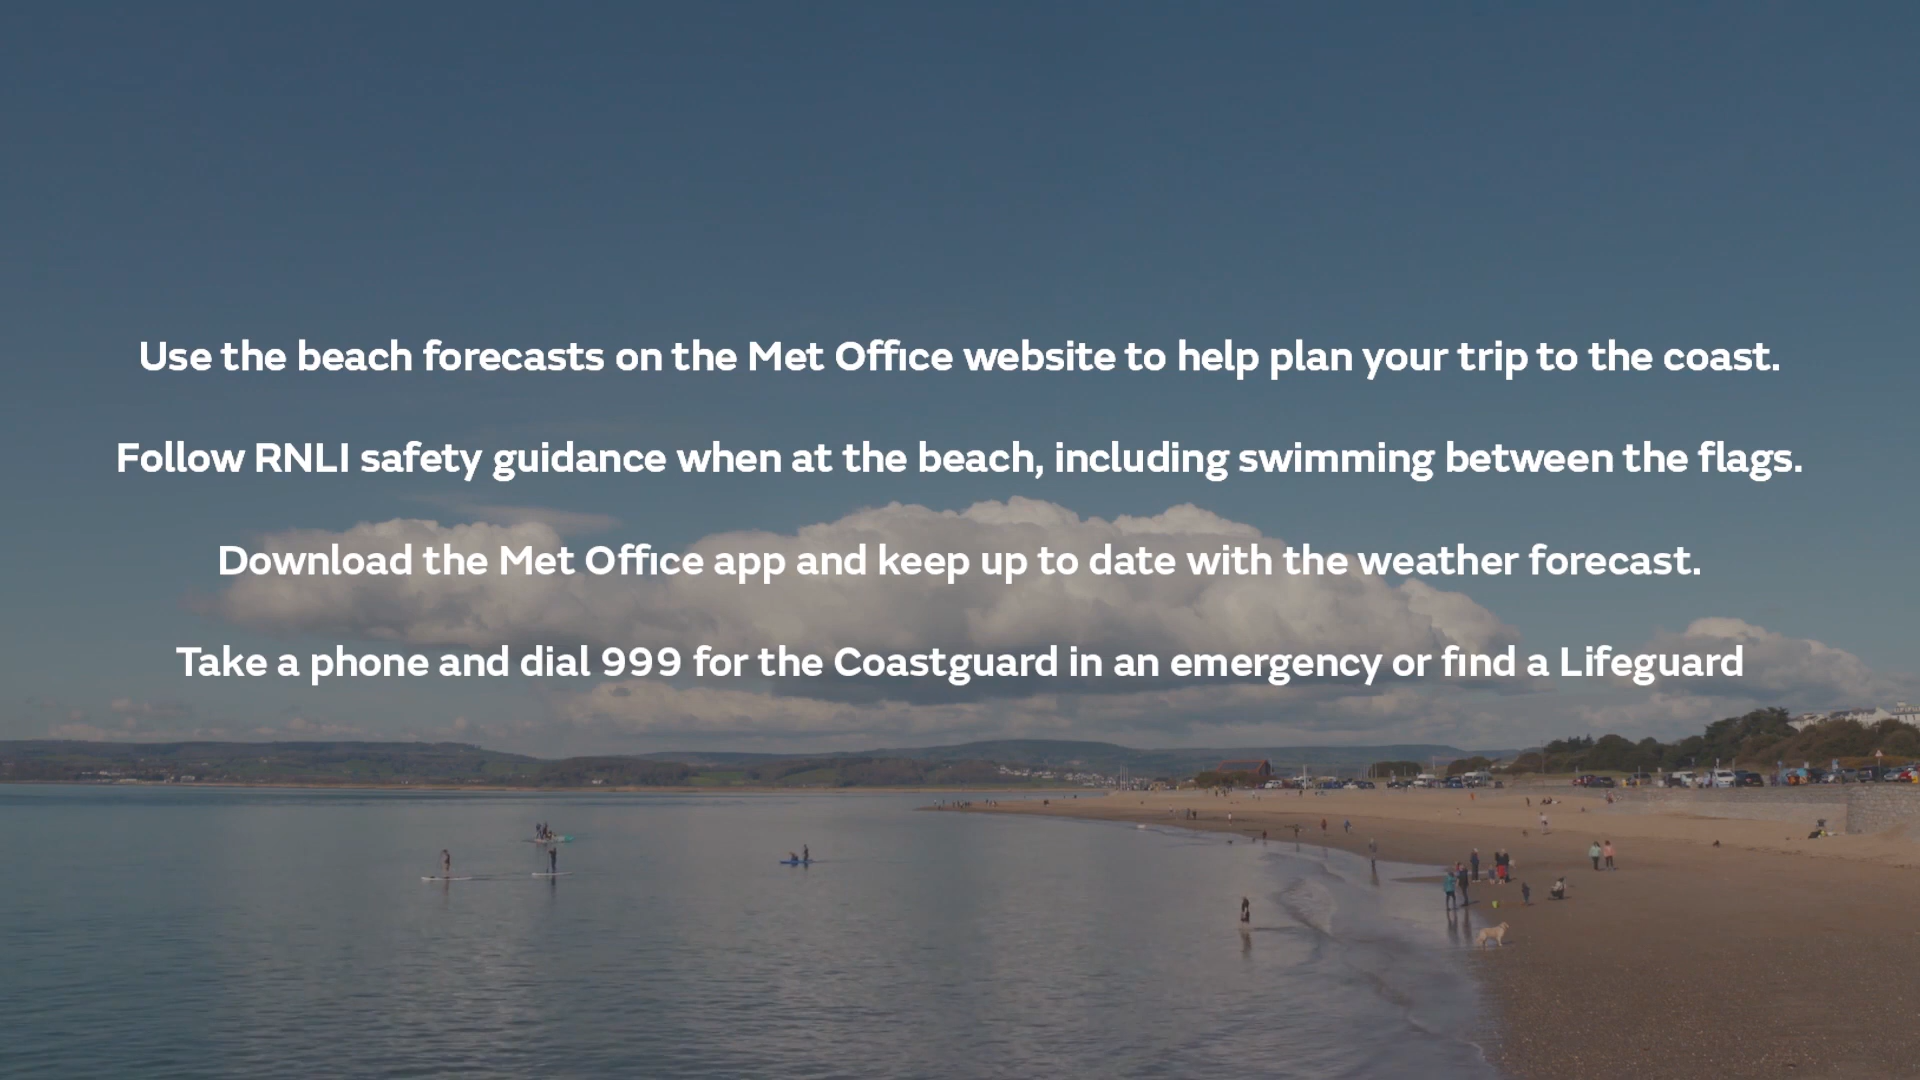 Use the beach forecasts on the Met Office website to help plan your trip to the coast.
Follow RNLI safety guidance when at the beach, including swimming between the flags.
Download the Met Office app and keep up to date with the weather forecast.
Take a phone and dial 999 for the Coastguard in an emergency or find a Lifeguard